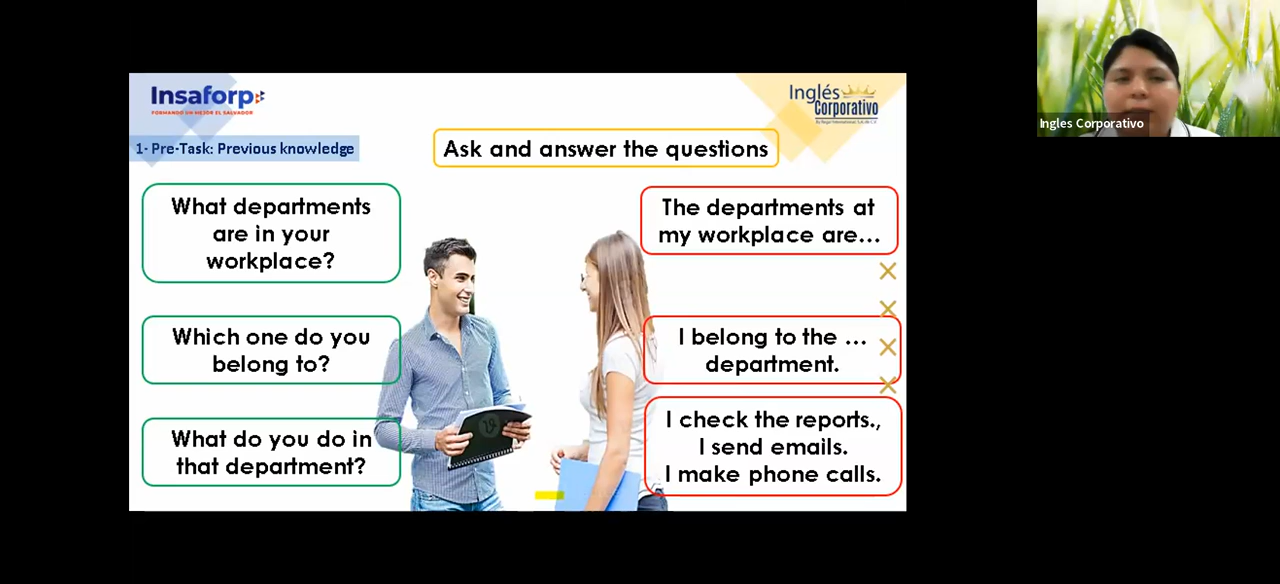 Insaforp
FORMANDO UN MEJOR EL SALVADOR
Inglés
Corporativo
1- Pre-Task: Previous knowledge
Ask and answer the questions
What departments
are in your
workplace?
The departments at
my workplace are...
Which one do you
belong to?
I belong to the ...
department.
What do you do in
that department?
I check the reports.,
I send emails.
I make phone calls.
Ingles Corporativo